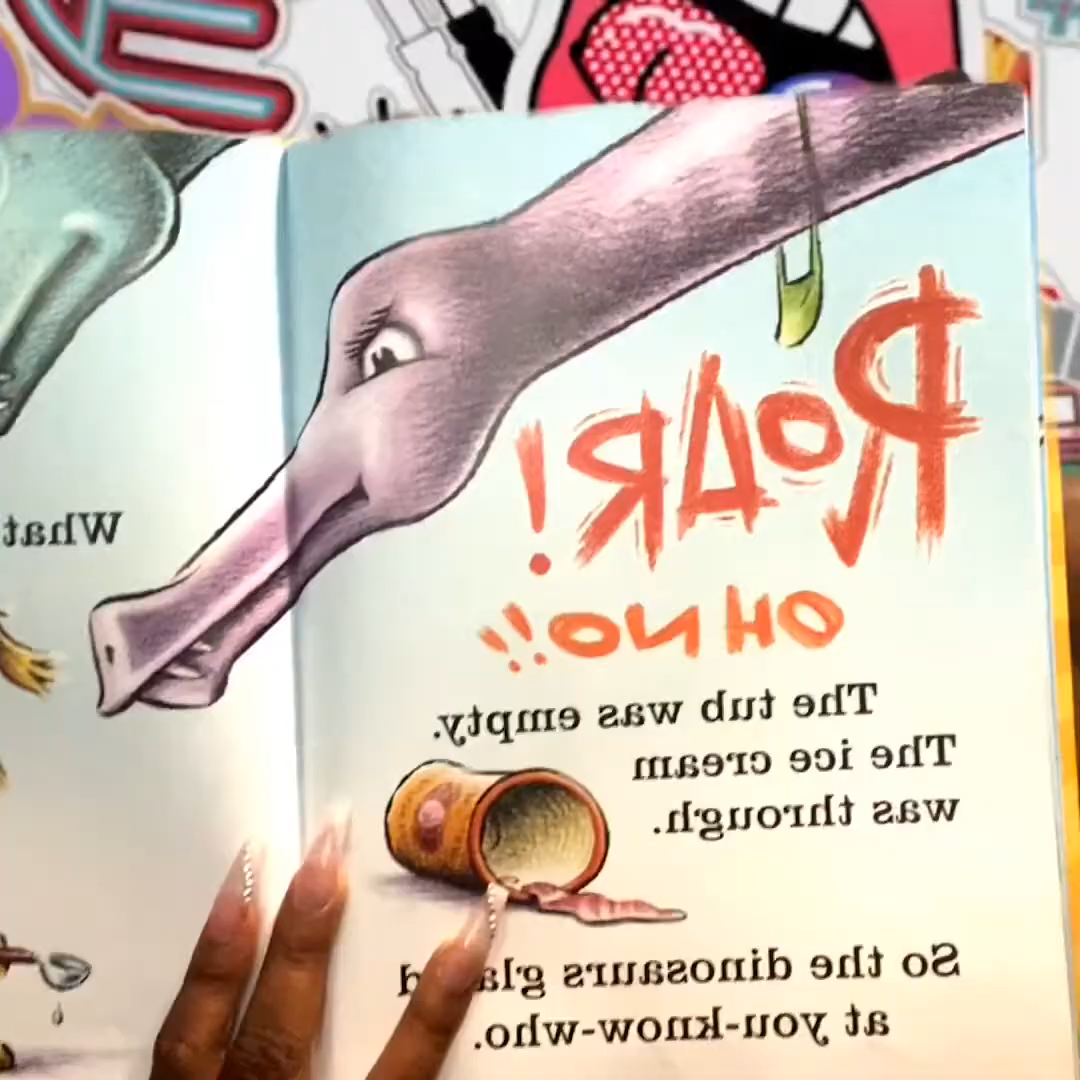 What
ROAR!
OH NO!!
The tub was empty.
The ice cream
was through.
So the dinosaurs
at you-know-who.